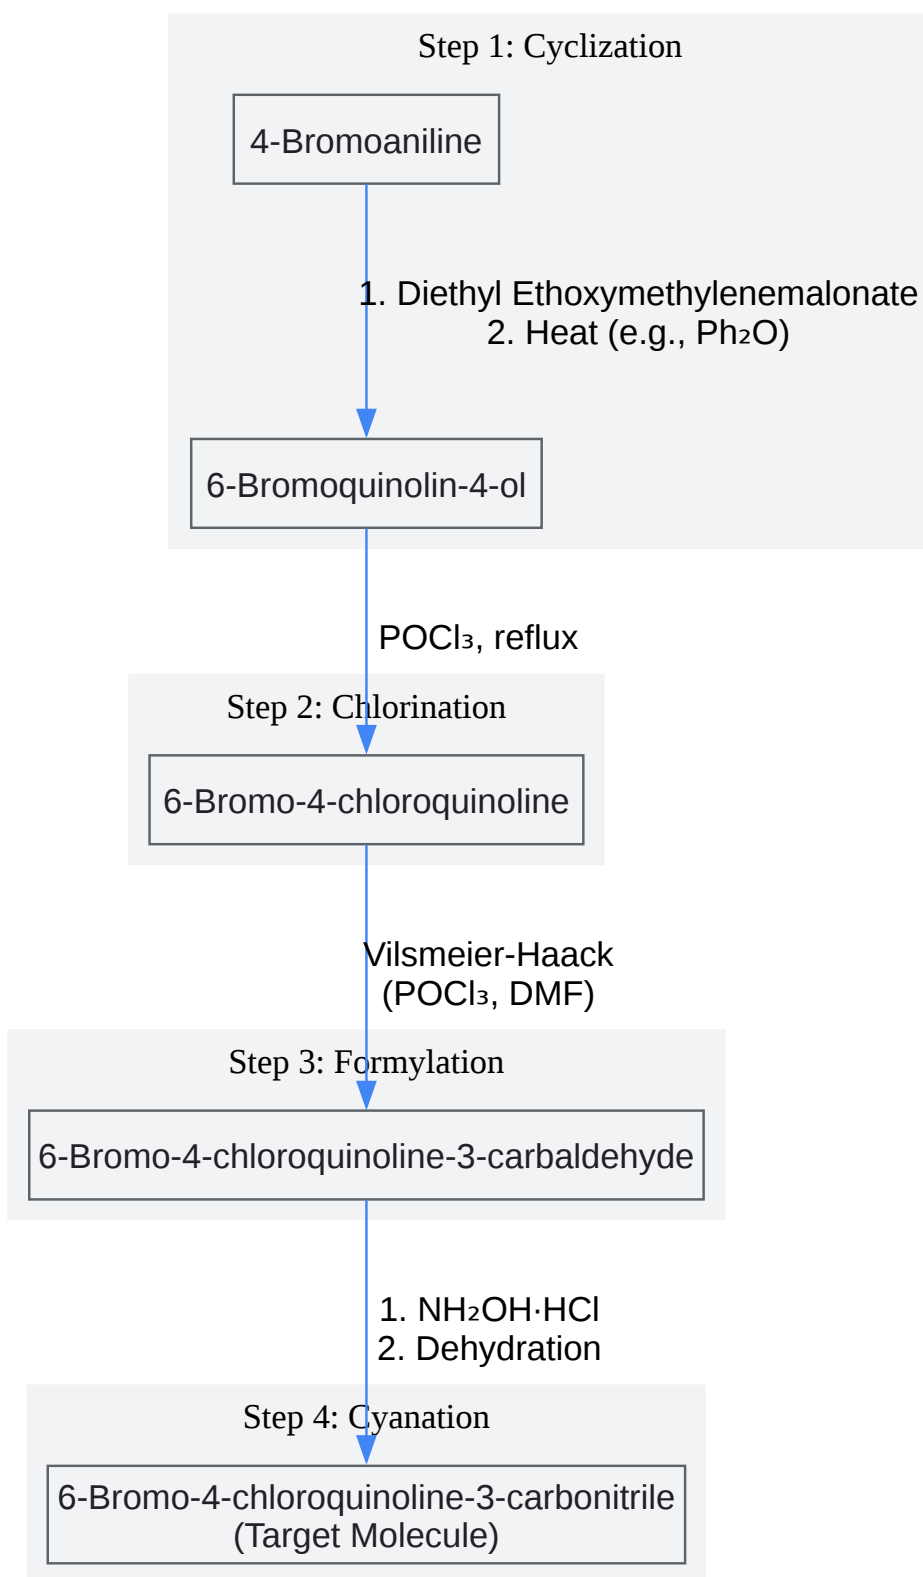 Step 1: Cyclization
4-Bromoaniline
1. Diethyl Ethoxymethylenemalonate
2. Heat (e.g., Ph₂O)
6-Bromoquinolin-4-ol
POCl₃, reflux
Step 2: Chlorination
6-Bromo-4-chloroquinoline
Vilsmeier-Haack
(POCl₃, DMF)
Step 3: Formylation
6-Bromo-4-chloroquinoline-3-carbaldehyde
1. NH₂OH·HCl
2. Dehydration
Step 4: Cyanation
6-Bromo-4-chloroquinoline-3-carbonitrile
(Target Molecule)